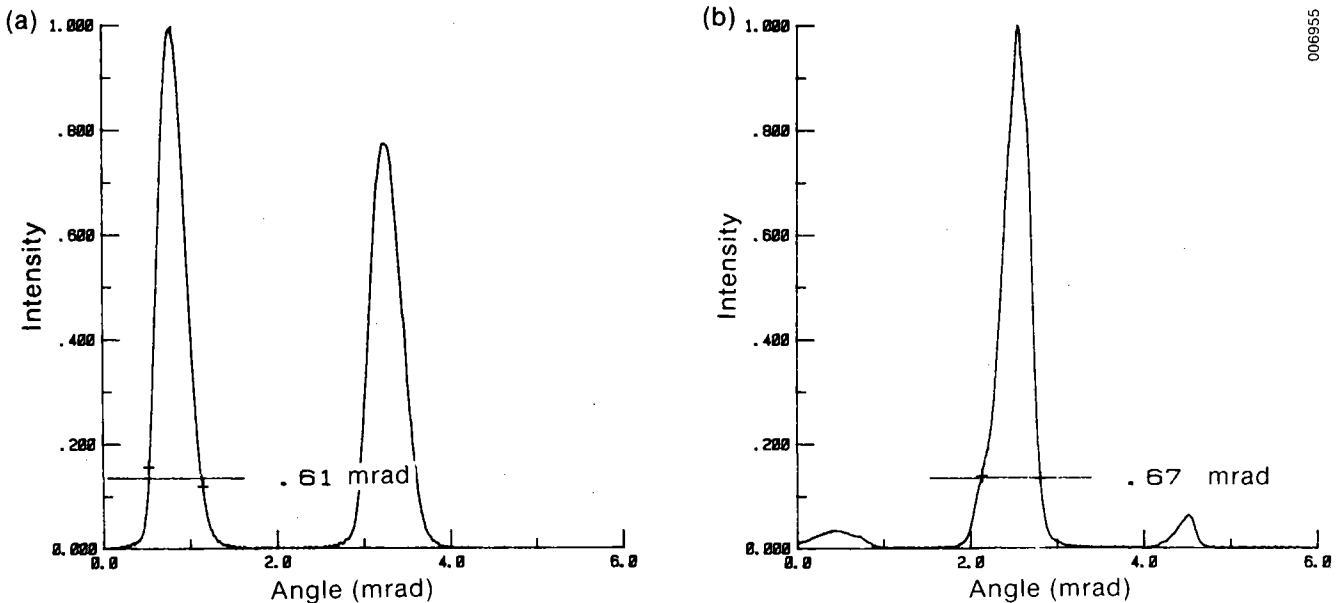 (a)
1.000
.800
.600
.400
.200
0.000
Intensity
.61 mrad
0.0
2.0
4.0
6.0
Angle (mrad)
(b)
1.000
.800
.600
.400
.200
0.000
Intensity
.67 mrad
0.0
2.0
4.0
6.0
Angle (mrad)
006955